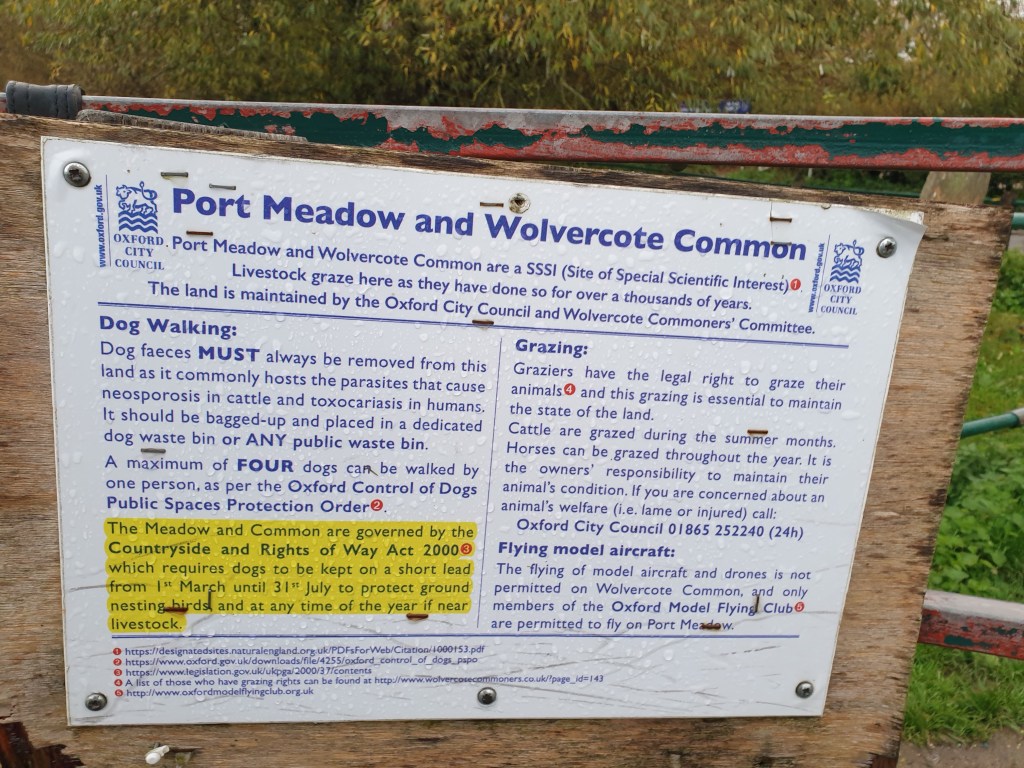 www.oxford.gov.uk
OXFORD
CITY
COUNCIL
Port Meadow and Wolvercote Common
Port Meadow and Wolvercote Common are a SSSI (Site of Special Scientific Interest)1.
Livestock graze here as they have done so for over a thousands of years.
The land is maintained by the Oxford City Council and Wolvercote Commoners' Committee.
www.oxford.gov.uk
OXFORD
CITY
COUNCIL
Dog Walking:
Dog faeces MUST always be removed from this
land as it commonly hosts the parasites that cause
neosporosis in cattle and toxocariasis in humans.
It should be bagged-up and placed in a dedicated
dog waste bin or ANY public waste bin.
A maximum of FOUR dogs can be walked by
one person, as per the Oxford Control of Dogs
Public Spaces Protection Order2.
The Meadow and Common are governed by the
Countryside and Rights of Way Act 20003
which requires dogs to be kept on a short lead
from 1st March until 31st July to protect ground
nesting birds, and at any time of the year if near
livestock.
Grazing:
Graziers have the legal right to graze their
animals4 and this grazing is essential to maintain
the state of the land.
Cattle are grazed during the summer months.
Horses can be grazed throughout the year. It is
the owners' responsibility to maintain their
animal's condition. If you are concerned about an
animal's welfare (i.e. lame or injured) call:
Oxford City Council 01865 252240 (24h)
Flying model aircraft:
The flying of model aircraft and drones is not
permitted on Wolvercote Common, and only
members of the Oxford Model Flying Club5
are permitted to fly on Port Meadow.
1 https://designatedsites.naturalengland.org.uk/PDFsForWeb/Citation/1000153.pdf
2 https://www.oxford.gov.uk/downloads/file/4255/oxford_control_of_dogs_pspo
3 https://www.legislation.gov.uk/ukpga/2000/37/contents
4 A list of those who have grazing rights can be found at http://www.wolvercotecommoners.co.uk/?page_id=143
5 http://www.oxfordmodelflyingclub.org.uk